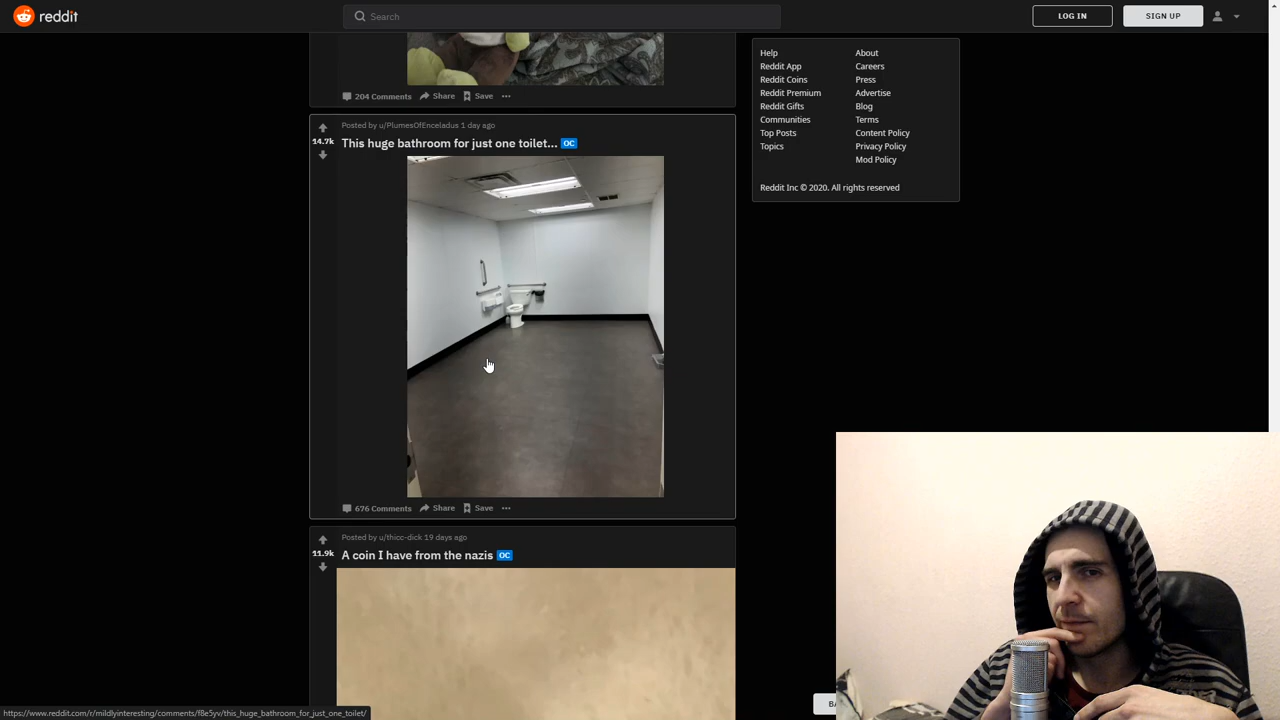 reddit
Search
LOG IN
SIGN UP
204 Comments
Share
Save
Posted by u/PlumesOfEnceladus 1 day ago
14.7k
This huge bathroom for just one toilet... OC
676 Comments
Share
Save
Posted by u/thicc-dick 19 days ago
11.9k
A coin I have from the nazis OC
Help
About
Reddit App
Careers
Reddit Coins
Press
Reddit Premium
Advertise
Reddit Gifts
Blog
Communities
Terms
Top Posts
Content Policy
Topics
Privacy Policy
Mod Policy
Reddit Inc © 2020. All rights reserved
https://www.reddit.com/r/mildlyinteresting/comments/f8e5yv/this_huge_bathroom_for_just_one_toilet/